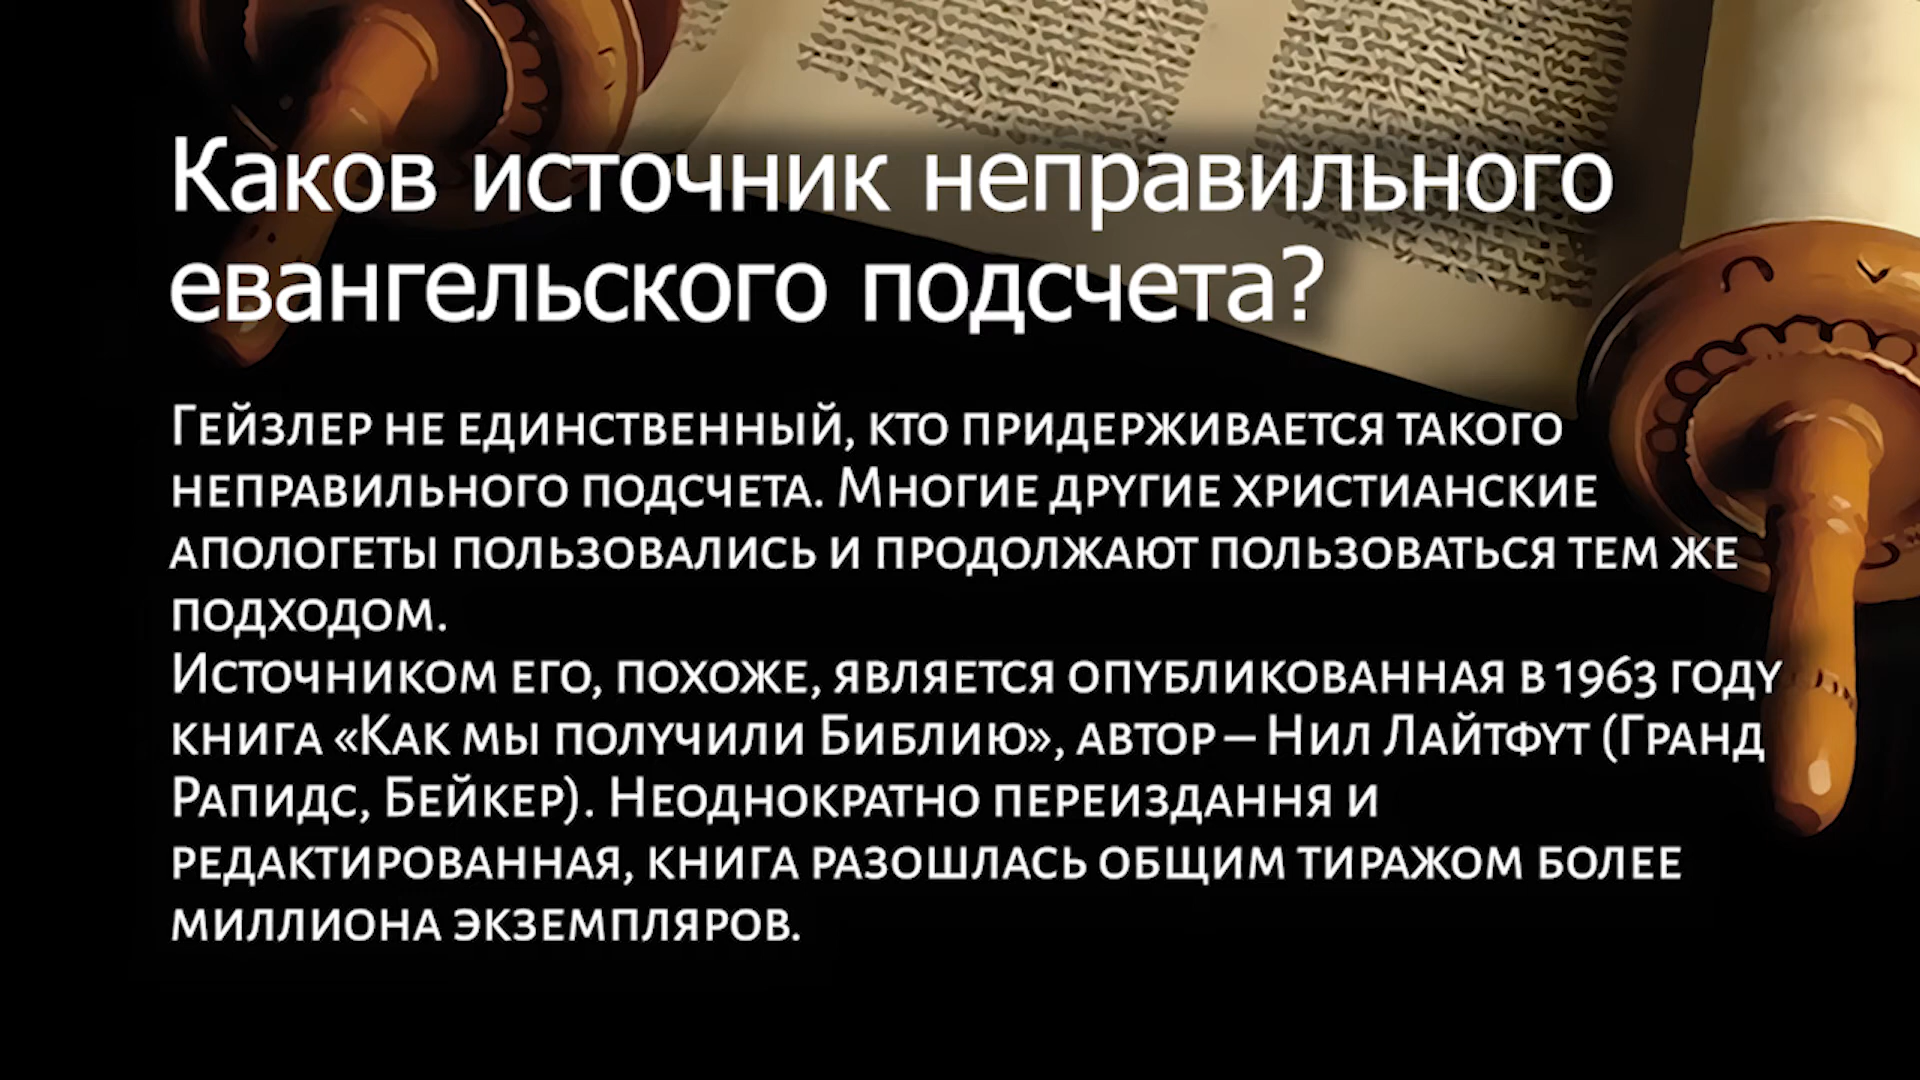 Каков источник неправильного
евангельского подсчета?
Гейзлер не единственный, кто придерживается такого
неправильного подсчета. Многие другие христианские
апологеты пользовались и продолжают пользоваться тем же
подходом.
Источником его, похоже, является опубликованная в 1963 году
книга «Как мы получили Библию», автор – Нил Лайтфут (Гранд
Рапидс, Бейкер). Неоднократно переиздання и
редактированная, книга разошлась общим тиражом более
миллиона экземпляров.